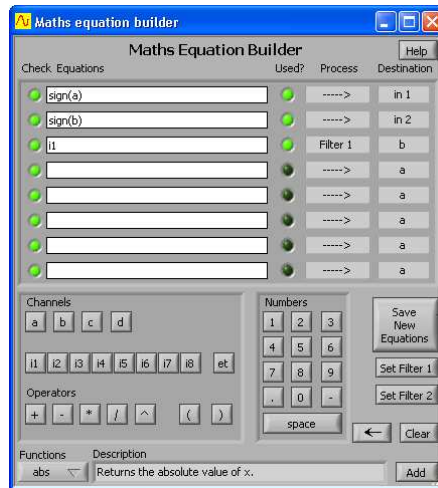 Maths equation builder
Maths Equation Builder
Help
Check Equations Used? Process Destination
sign(a) -----> in 1
sign(b) -----> in 2
i1 Filter 1 b
-----> a
-----> a
-----> a
-----> a
-----> a
Channels
a b c d
i1 i2 i3 i4 i5 i6 i7 i8 et
Operators
+ - * / ^ ( )
Numbers
1 2 3
4 5 6
7 8 9
. 0 -
space
Save
New
Equations
Set Filter 1
Set Filter 2
Clear
Functions Description
abs Returns the absolute value of x. Add